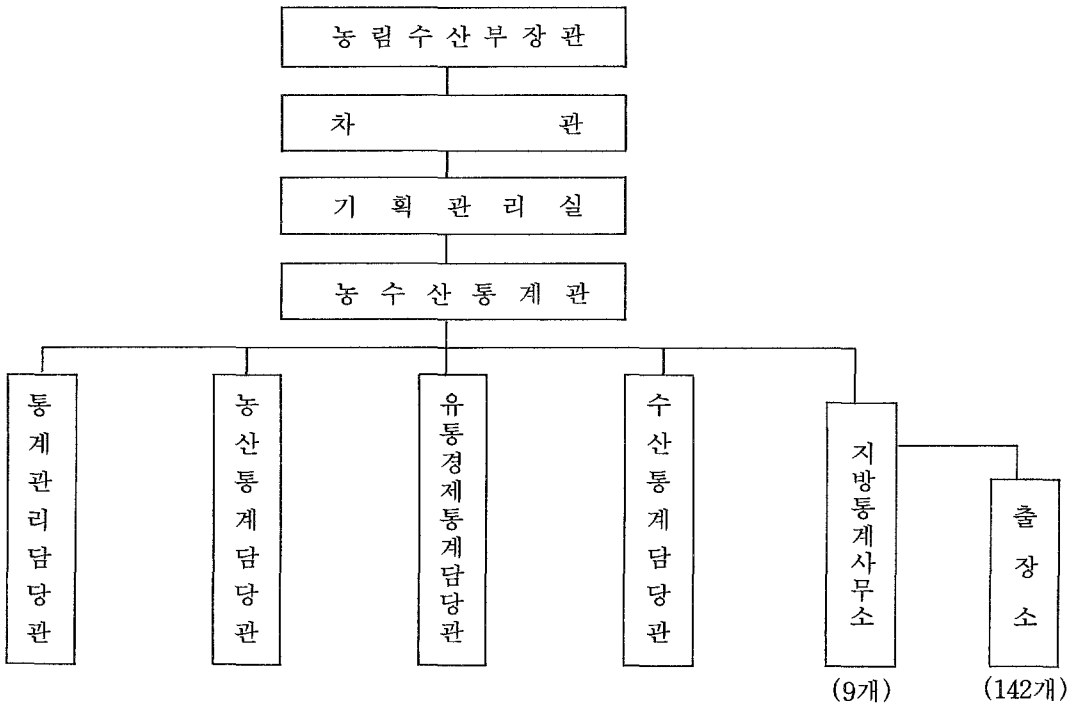 농림수산부장관
차 관
기 획 관 리 실
농 수 산 통 계 관
통계관리담당관
농산통계담당관
유통경제통계담당관
수산통계담당관
지방통계사무소
(9개)
출장소
(142개)